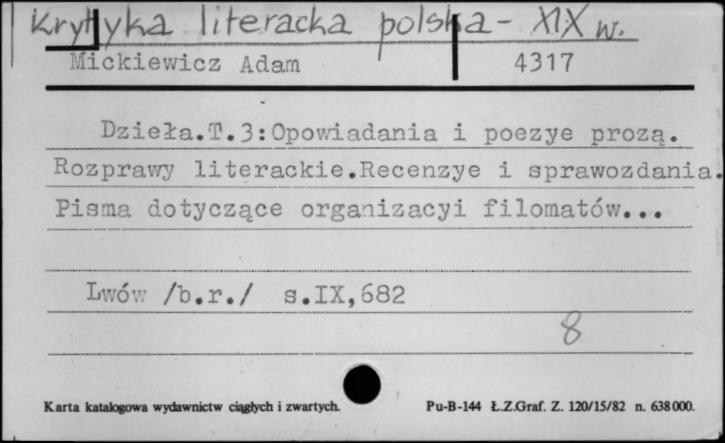 Krytyka literacka polska - XIX w.
Mickiewicz Adam 4317
Dzieła.T.3:Opowiadania i poezye prozą.
Rozprawy literackie.Recenzye i sprawozdania.
Pisma dotyczące organizacyi filomatów...
Lwów /b.r./ s.IX,682
8
Karta katalogowa wydawnictw ciągłych i zwartych. Pu-B-144 Ł.Z.Graf. Z. 120/15/82 n. 638000.